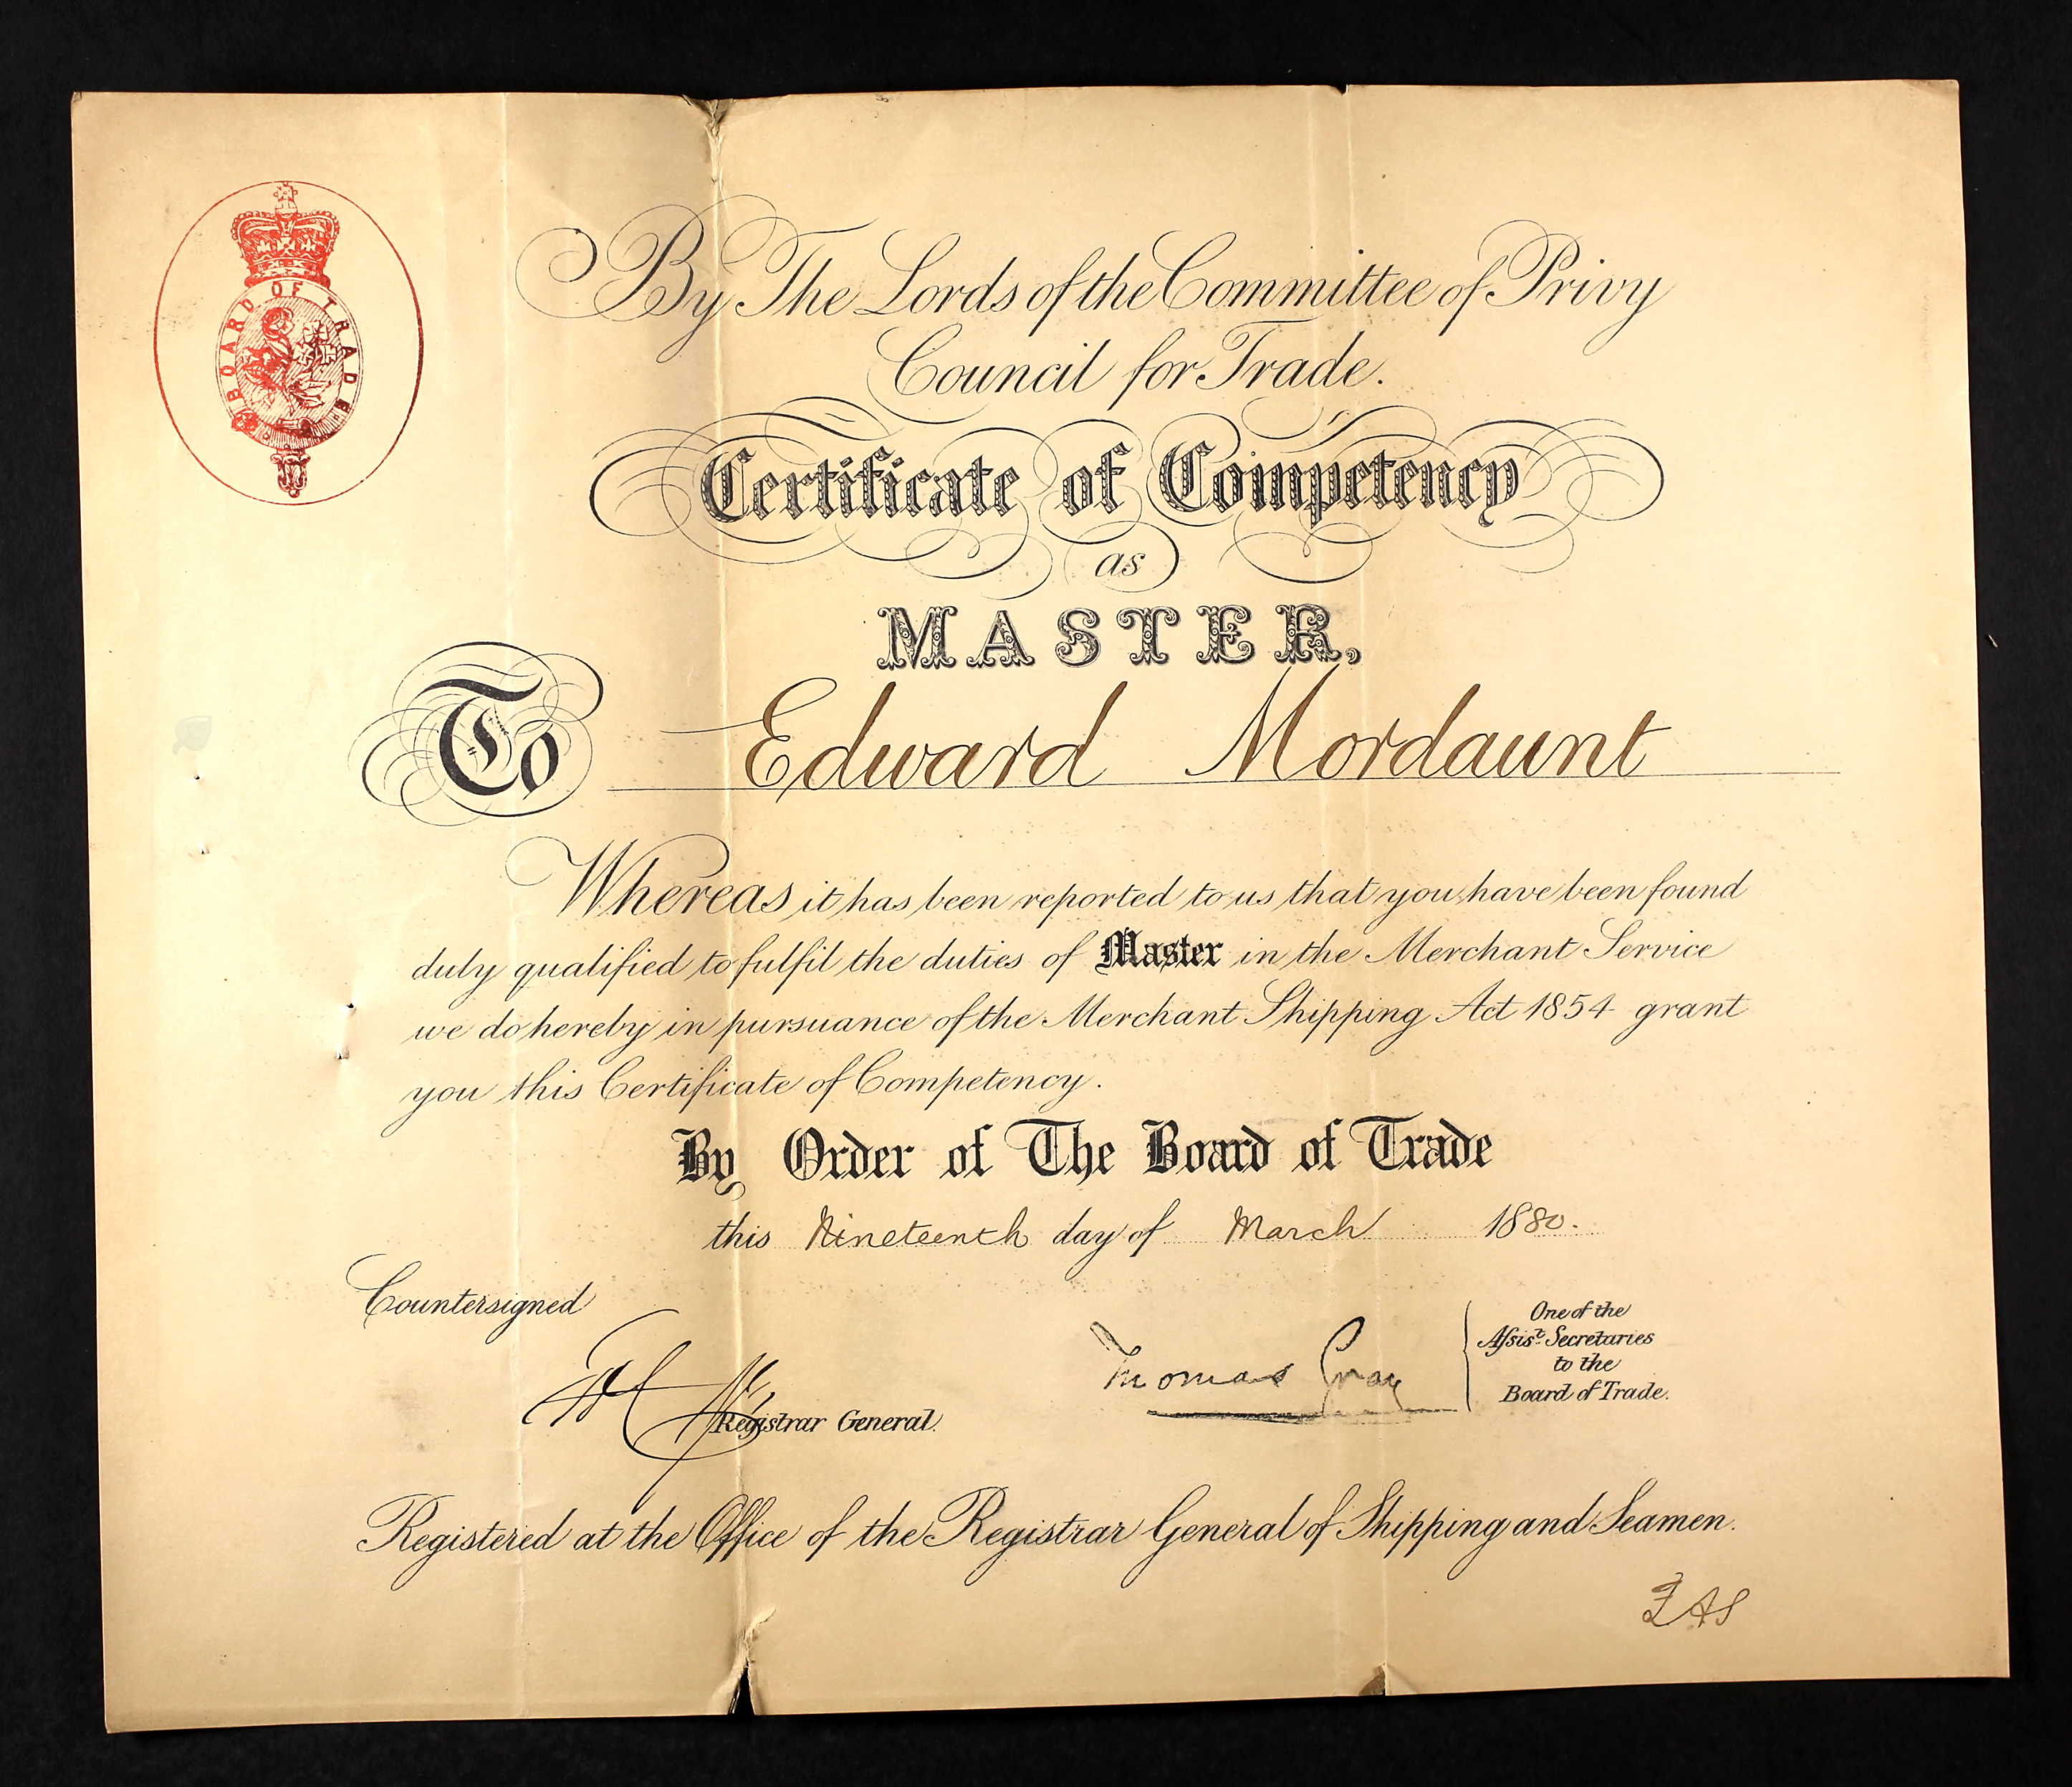 BOARD OF TRADE
By The Lords of the Committee of Privy
Council for Trade.
Certificate of Competency
as
MASTER,
To Edward Mordaunt
Whereas it has been reported to us that you have been found
duly qualified to fulfil the duties of Master in the Merchant Service
we do hereby in pursuance of the Merchant Shipping Act 1854 grant
you this Certificate of Competency.
By Order of The Board of Trade
this Nineteenth day of March 1880.
Countersigned
Registrar General.
Thomas Gray
One of the
Assist. Secretaries
to the
Board of Trade.
Registered at the Office of the Registrar General of Shipping and Seamen.